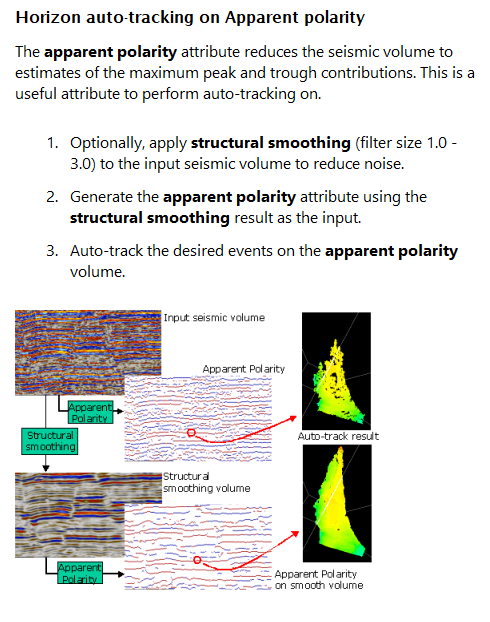 Horizon auto-tracking on Apparent polarity
The apparent polarity attribute reduces the seismic volume to
estimates of the maximum peak and trough contributions. This is a
useful attribute to perform auto-tracking on.
1. Optionally, apply structural smoothing (filter size 1.0 -
3.0) to the input seismic volume to reduce noise.
2. Generate the apparent polarity attribute using the
structural smoothing result as the input.
3. Auto-track the desired events on the apparent polarity
volume.
Input seismic volume
Apparent Polarity
Apparent
Polarity
Auto-track result
Structural
smoothing
Structural
smoothing volume
Apparent
Polarity
Apparent Polarity
on smooth volume